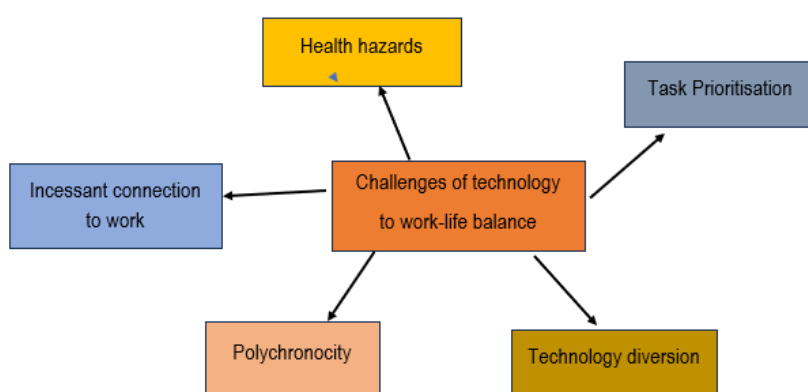 Health hazards
Task Prioritisation
Incessant connection
to work
Challenges of technology
to work-life balance
Polychronocity
Technology diversion